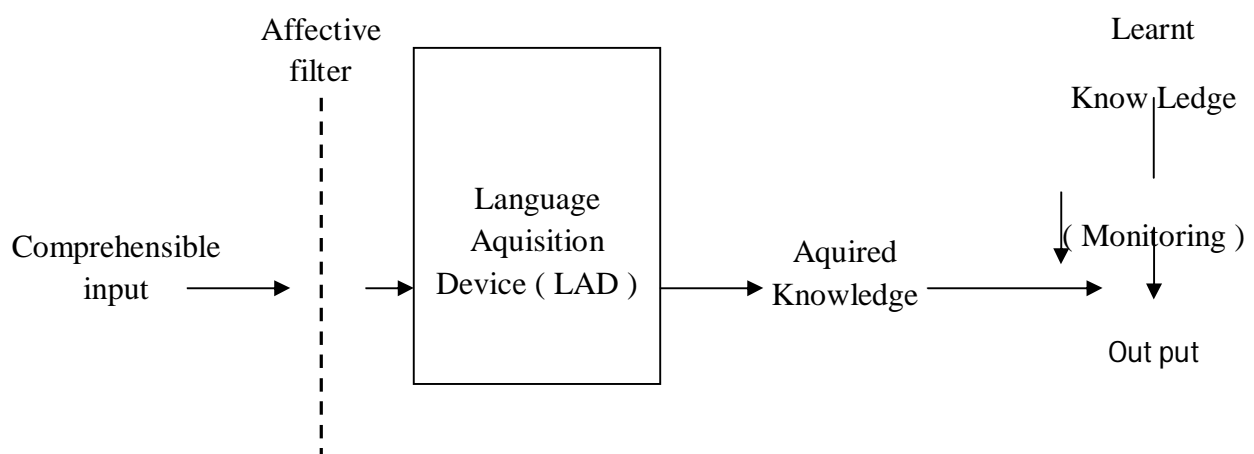 Affective
filter
Learnt
Know Ledge
Language
Aquisition
Device ( LAD )
Comprehensible
input
Aquired
Knowledge
( Monitoring )
Out put